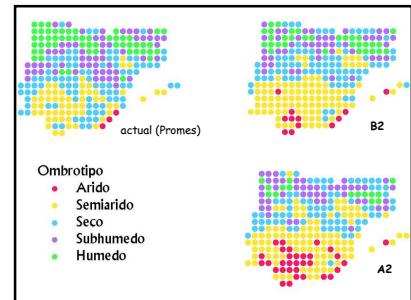 actual (Promes)
B2
Ombrotipo
Arido
Semiarido
Seco
Subhumedo
Humedo
A2